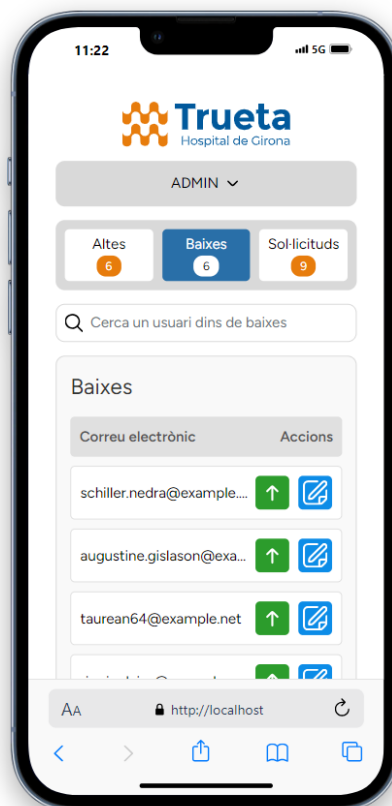 11:22
5G
Trueta
Hospital de Girona
ADMIN
Altes
6
Baixes
6
Sol·licituds
9
Cerca un usuari dins de baixes
Baixes
Correu electrònic Accions
schiller.nedra@example....
augustine.gislason@exa...
taurean64@example.net
AA
http://localhost